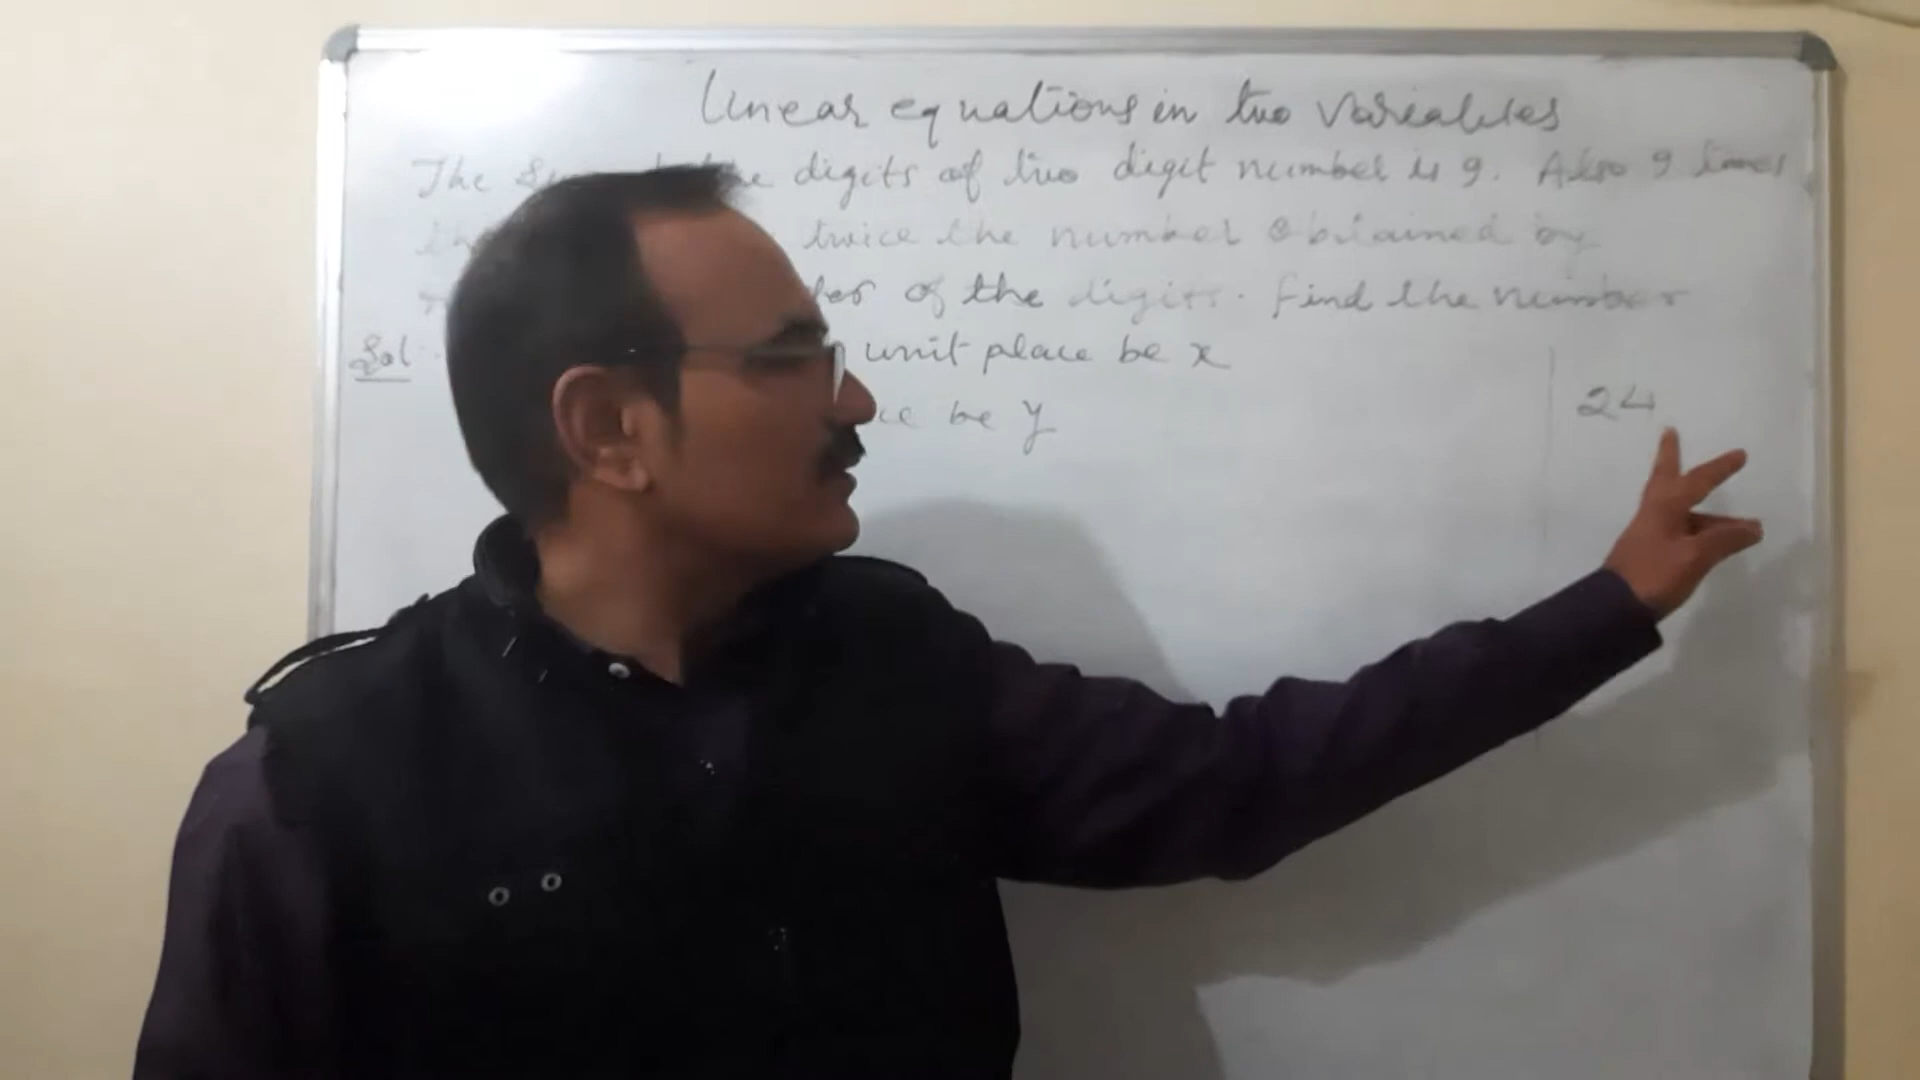 Linear equations in two variables
The digits of two digit number is 9. Also 9 times
twice the number obtained by
of the digits. Find the number
Sol. unit place be x
be y
24